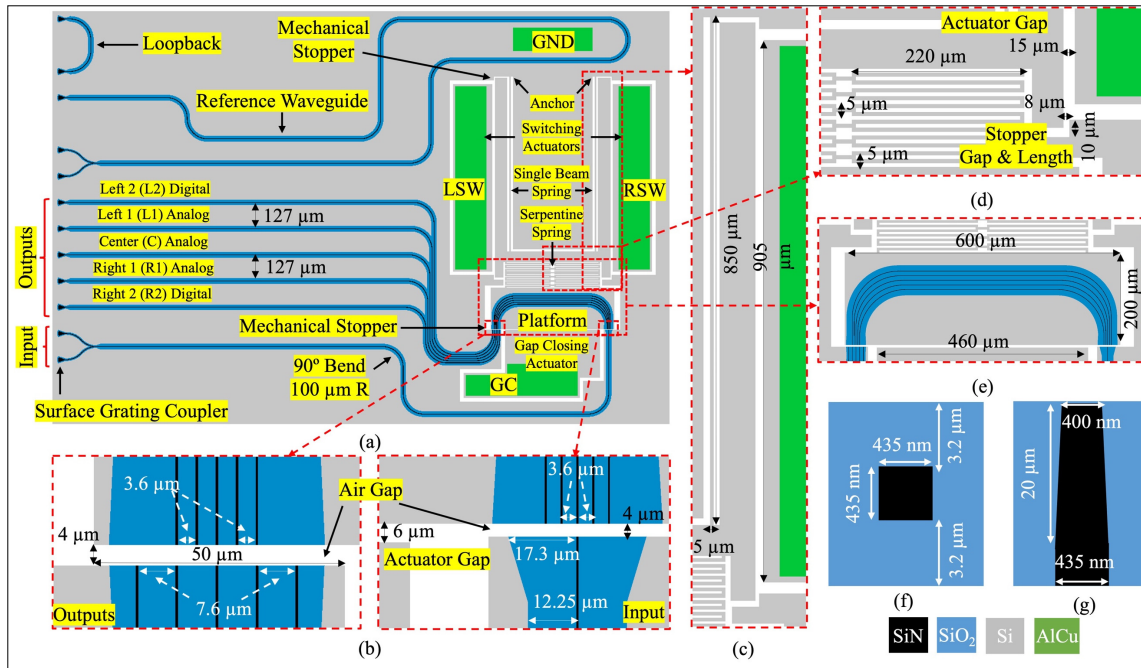 Loopback
Mechanical
Stopper
GND
Reference Waveguide
Anchor
Switching
Actuators
LSW
Single Beam
Spring
RSW
Serpentine
Spring
Outputs
Left 2 (L2) Digital
Left 1 (L1) Analog
127 µm
Center (C) Analog
Right 1 (R1) Analog
127 µm
Right 2 (R2) Digital
Input
Mechanical Stopper
Platform
90º Bend
100 µm R
Gap Closing
Actuator
GC
Surface Grating Coupler
(a)
3.6 µm
4 µm
50 µm
7.6 µm
Outputs
Air Gap
3.6 µm
4 µm
6 µm
Actuator Gap
17.3 µm
12.25 µm
Input
(b)
850 µm
905
µm
5 µm
(c)
Actuator Gap
220 µm
15 µm
5 µm
8 µm
10 µm
Stopper
Gap & Length
5 µm
(d)
600 µm
200 µm
460 µm
(e)
435 nm
3.2 µm
435 nm
3.2 µm
(f)
400 nm
20 µm
435 nm
(g)
SiN
SiO2
Si
AlCu